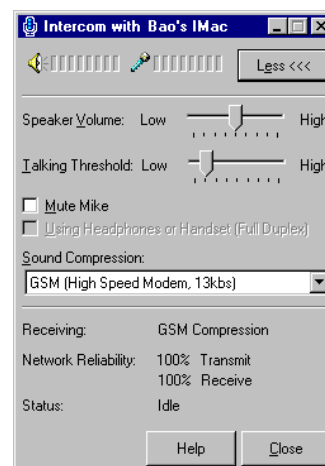 Intercom with Bao's IMac
Less <<<
Speaker Volume: Low High
Talking Threshold: Low High
Mute Mike
Using Headphones or Handset (Full Duplex)
Sound Compression:
GSM (High Speed Modem, 13kbs)
Receiving: GSM Compression
Network Reliability: 100% Transmit
100% Receive
Status: Idle
Help Close